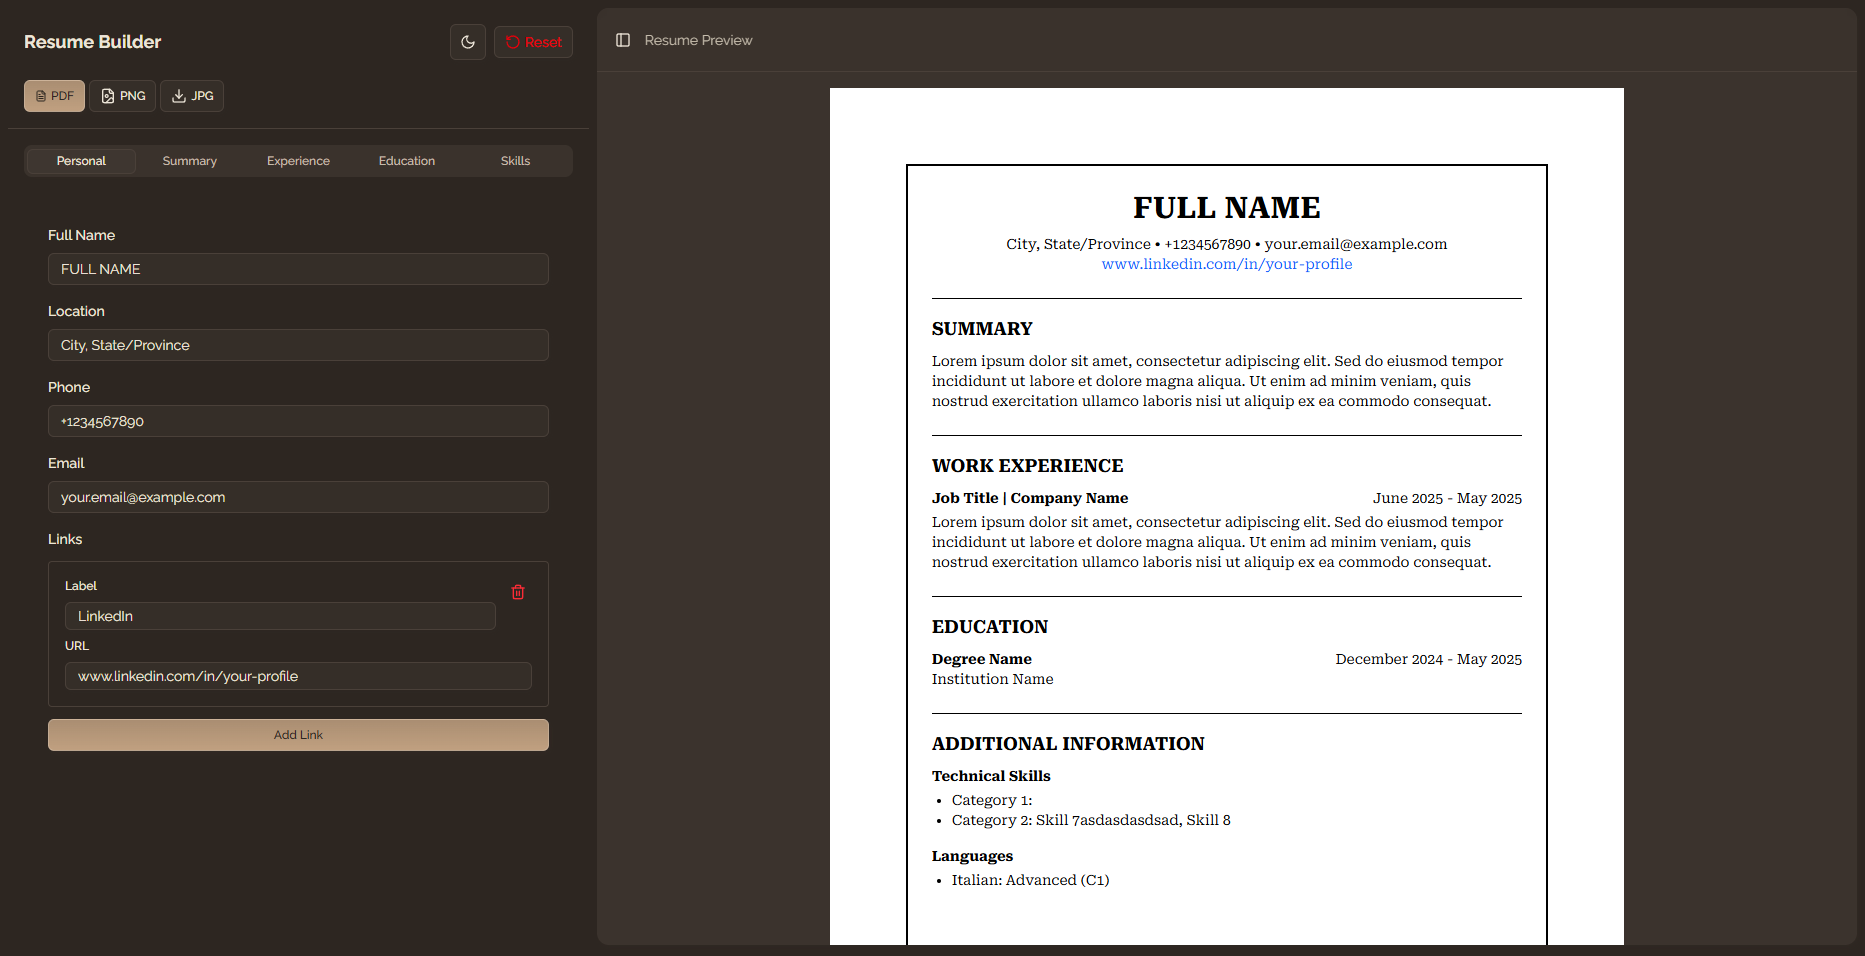 Resume Builder
Reset
PDF
PNG
JPG
Personal
Summary
Experience
Education
Skills
Full Name
FULL NAME
Location
City, State/Province
Phone
+1234567890
Email
your.email@example.com
Links
Label
LinkedIn
URL
www.linkedin.com/in/your-profile
Add Link
Resume Preview
FULL NAME
City, State/Province • +1234567890 • your.email@example.com
www.linkedin.com/in/your-profile
SUMMARY
Lorem ipsum dolor sit amet, consectetur adipiscing elit. Sed do eiusmod tempor
incididunt ut labore et dolore magna aliqua. Ut enim ad minim veniam, quis
nostrud exercitation ullamco laboris nisi ut aliquip ex ea commodo consequat.
WORK EXPERIENCE
Job Title | Company Name June 2025 - May 2025
Lorem ipsum dolor sit amet, consectetur adipiscing elit. Sed do eiusmod tempor
incididunt ut labore et dolore magna aliqua. Ut enim ad minim veniam, quis
nostrud exercitation ullamco laboris nisi ut aliquip ex ea commodo consequat.
EDUCATION
Degree Name December 2024 - May 2025
Institution Name
ADDITIONAL INFORMATION
Technical Skills
• Category 1:
• Category 2: Skill 7asdasdasdsad, Skill 8
Languages
• Italian: Advanced (C1)